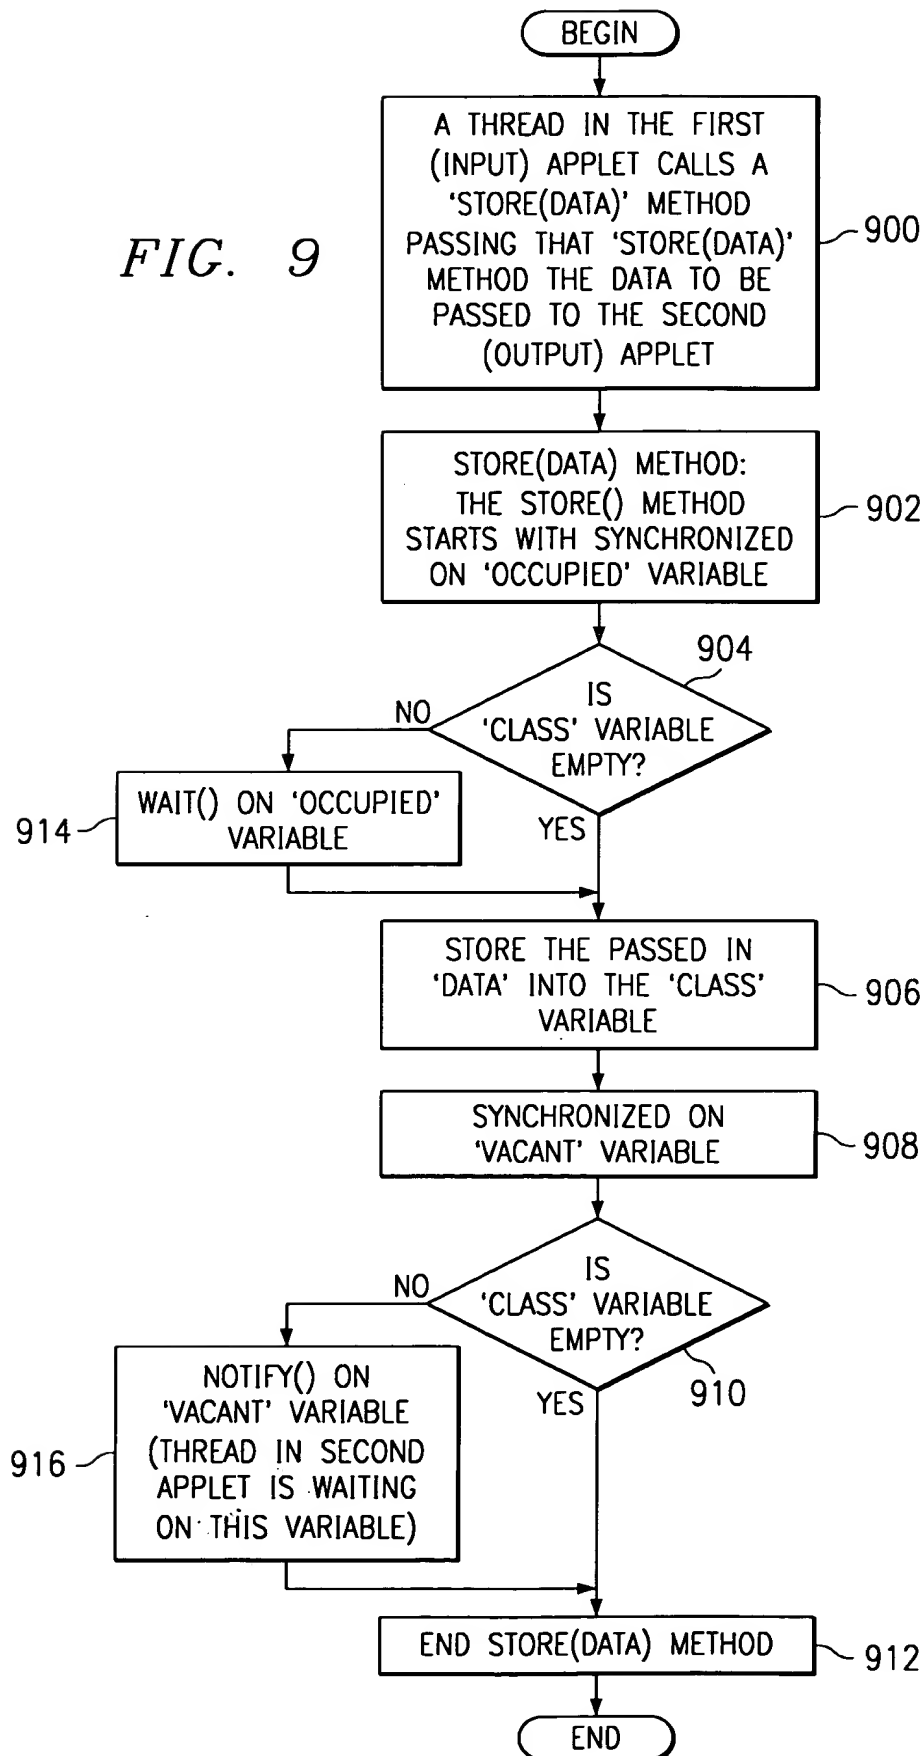 BEGIN
A THREAD IN THE FIRST
(INPUT) APPLET CALLS A
'STORE(DATA)' METHOD
PASSING THAT 'STORE(DATA)'
METHOD THE DATA TO BE
PASSED TO THE SECOND
(OUTPUT) APPLET
900
FIG. 9
STORE(DATA) METHOD:
THE STORE() METHOD
STARTS WITH SYNCHRONIZED
ON 'OCCUPIED' VARIABLE
902
904
IS
'CLASS' VARIABLE
EMPTY?
NO
YES
WAIT() ON 'OCCUPIED'
VARIABLE
914
STORE THE PASSED IN
'DATA' INTO THE 'CLASS'
VARIABLE
906
SYNCHRONIZED ON
'VACANT' VARIABLE
908
IS
'CLASS' VARIABLE
EMPTY?
NO
YES
910
NOTIFY() ON
'VACANT' VARIABLE
(THREAD IN SECOND
APPLET IS WAITING
ON THIS VARIABLE)
916
END STORE(DATA) METHOD
912
END